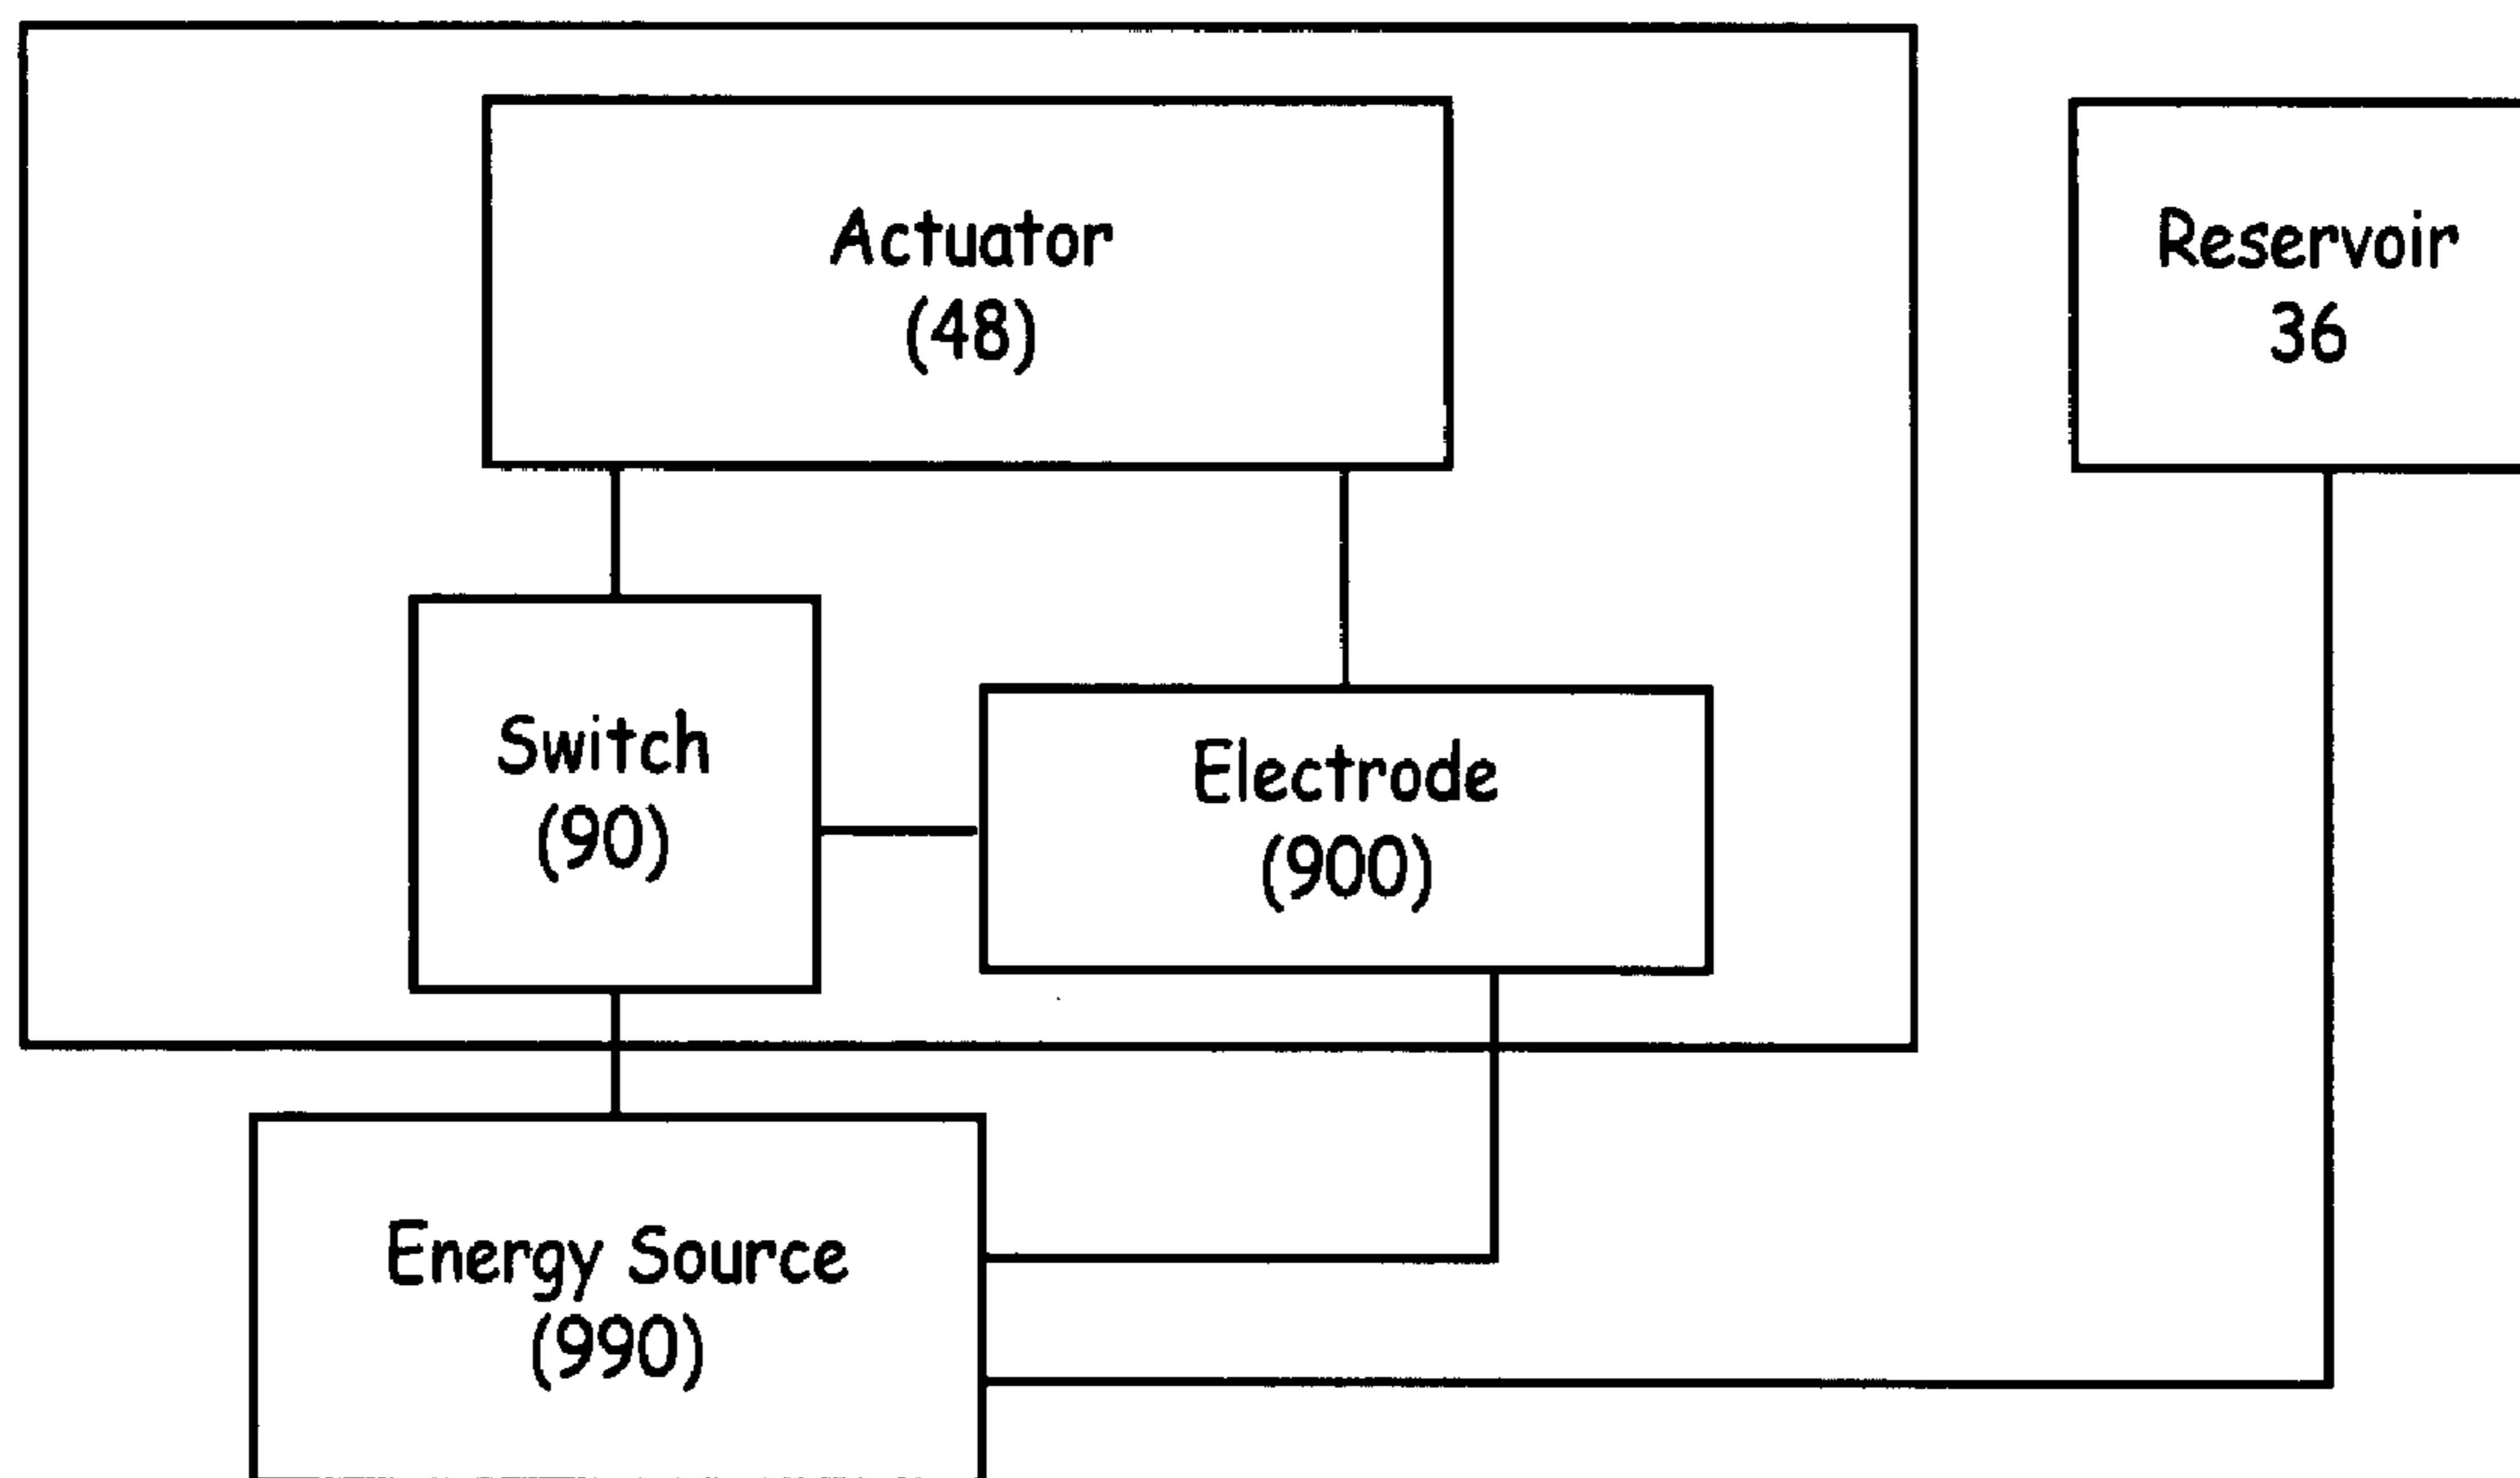 Actuator
(48)
Reservoir
36
Switch
(90)
Electrode
(900)
Energy Source
(990)